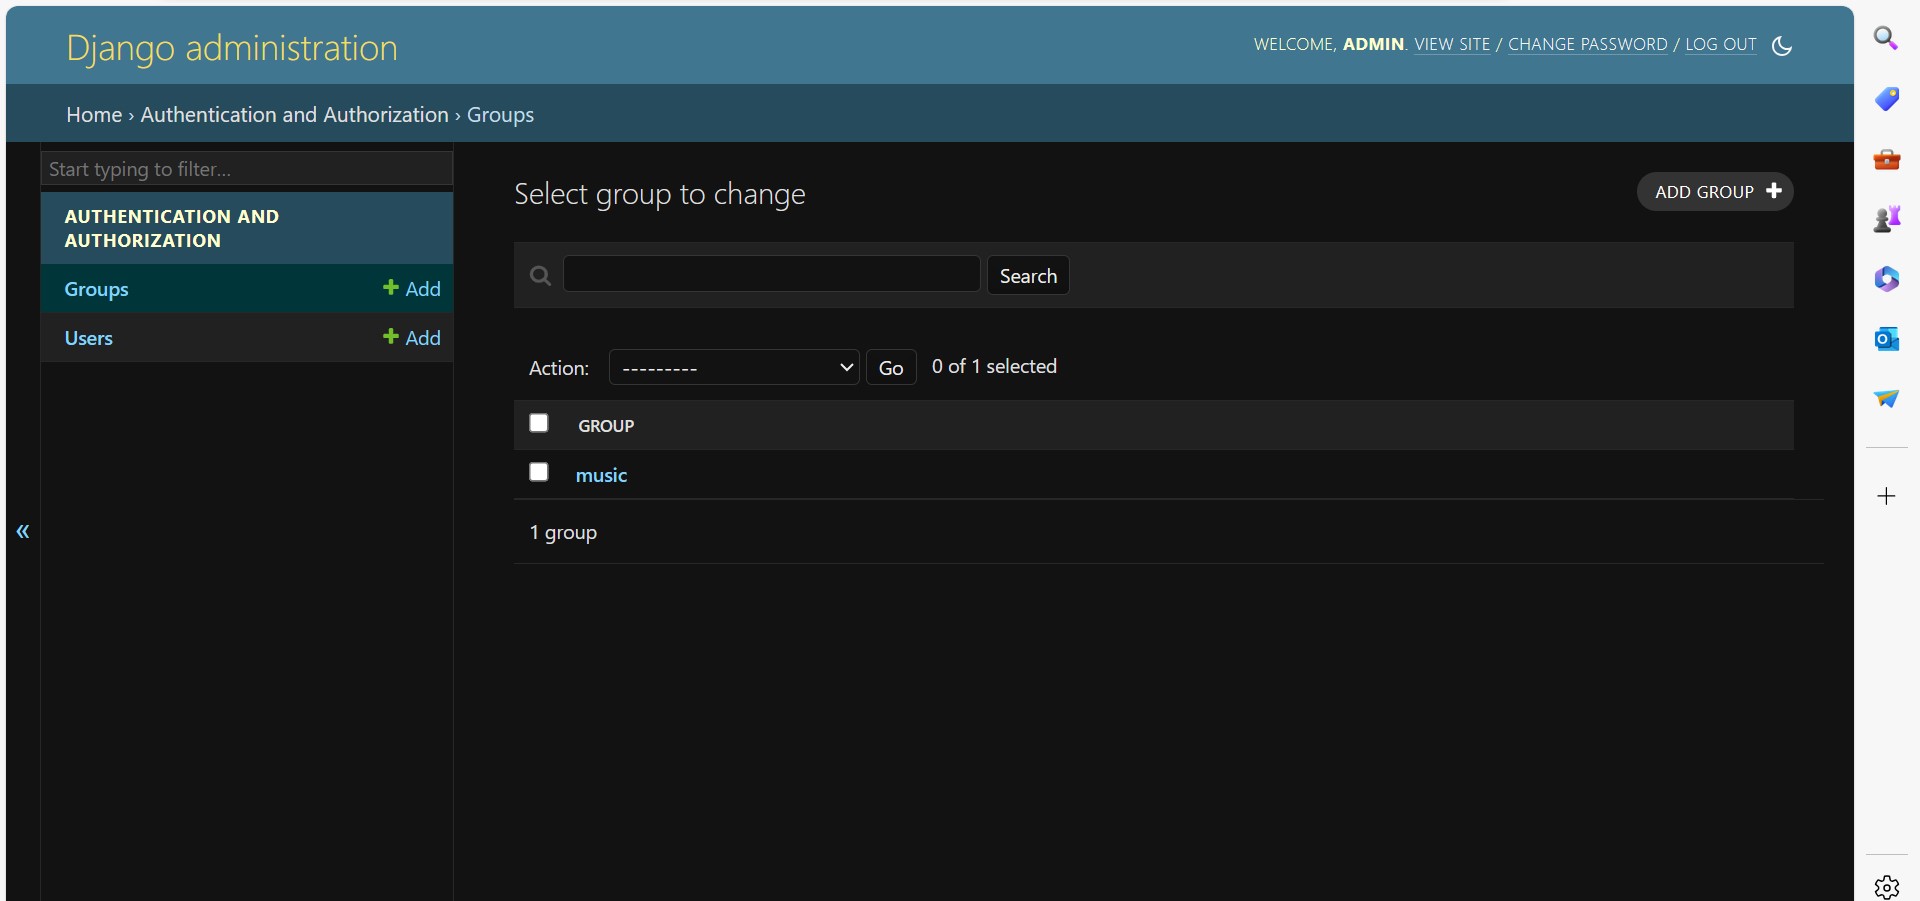 Django administration
WELCOME, ADMIN. VIEW SITE / CHANGE PASSWORD / LOG OUT
Home › Authentication and Authorization › Groups
Start typing to filter...
AUTHENTICATION AND
AUTHORIZATION
Groups
Add
Users
Add
«
Select group to change
ADD GROUP
Search
Action:
---------
Go
0 of 1 selected
GROUP
music
1 group